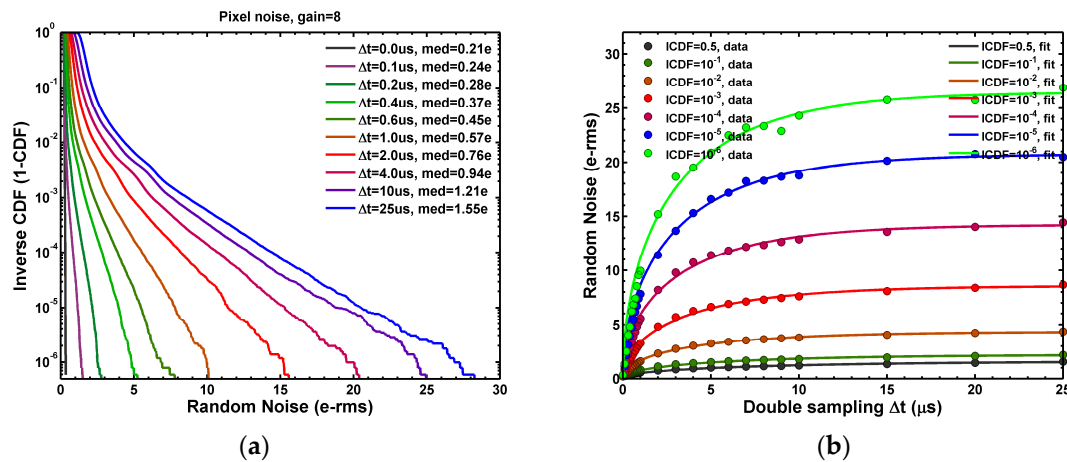 Pixel noise, gain=8
Inverse CDF (1-CDF)
10⁰
10⁻¹
10⁻²
10⁻³
10⁻⁴
10⁻⁵
10⁻⁶
Δt=0.0us, med=0.21e
Δt=0.1us, med=0.24e
Δt=0.2us, med=0.28e
Δt=0.4us, med=0.37e
Δt=0.6us, med=0.45e
Δt=1.0us, med=0.57e
Δt=2.0us, med=0.76e
Δt=4.0us, med=0.94e
Δt=10us, med=1.21e
Δt=25us, med=1.55e
0 5 10 15 20 25 30
Random Noise (e-rms)
(a)
Random Noise (e-rms)
30
25
20
15
10
5
0
ICDF=0.5, data
ICDF=10⁻¹, data
ICDF=10⁻², data
ICDF=10⁻³, data
ICDF=10⁻⁴, data
ICDF=10⁻⁵, data
ICDF=10⁻⁶, data
ICDF=0.5, fit
ICDF=10⁻¹, fit
ICDF=10⁻², fit
ICDF=10⁻³, fit
ICDF=10⁻⁴, fit
ICDF=10⁻⁵, fit
ICDF=10⁻⁶, fit
0 5 10 15 20 25
Double sampling Δt (μs)
(b)